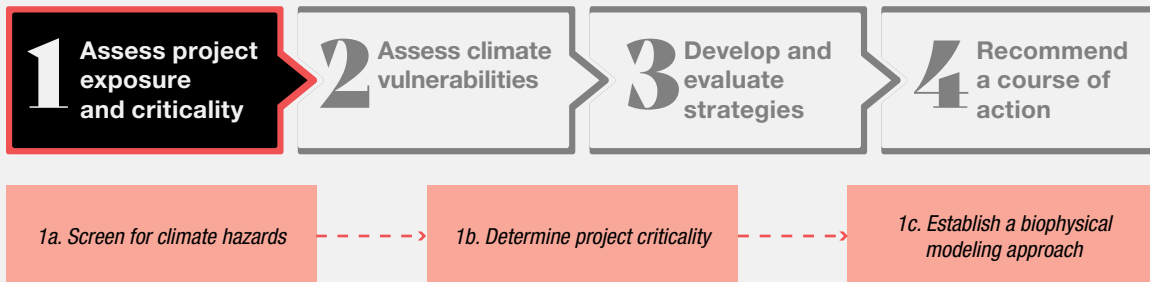 1 Assess project
exposure
and criticality
2 Assess climate
vulnerabilities
3 Develop and
evaluate
strategies
4 Recommend
a course of
action
1a. Screen for climate hazards
1b. Determine project criticality
1c. Establish a biophysical
modeling approach